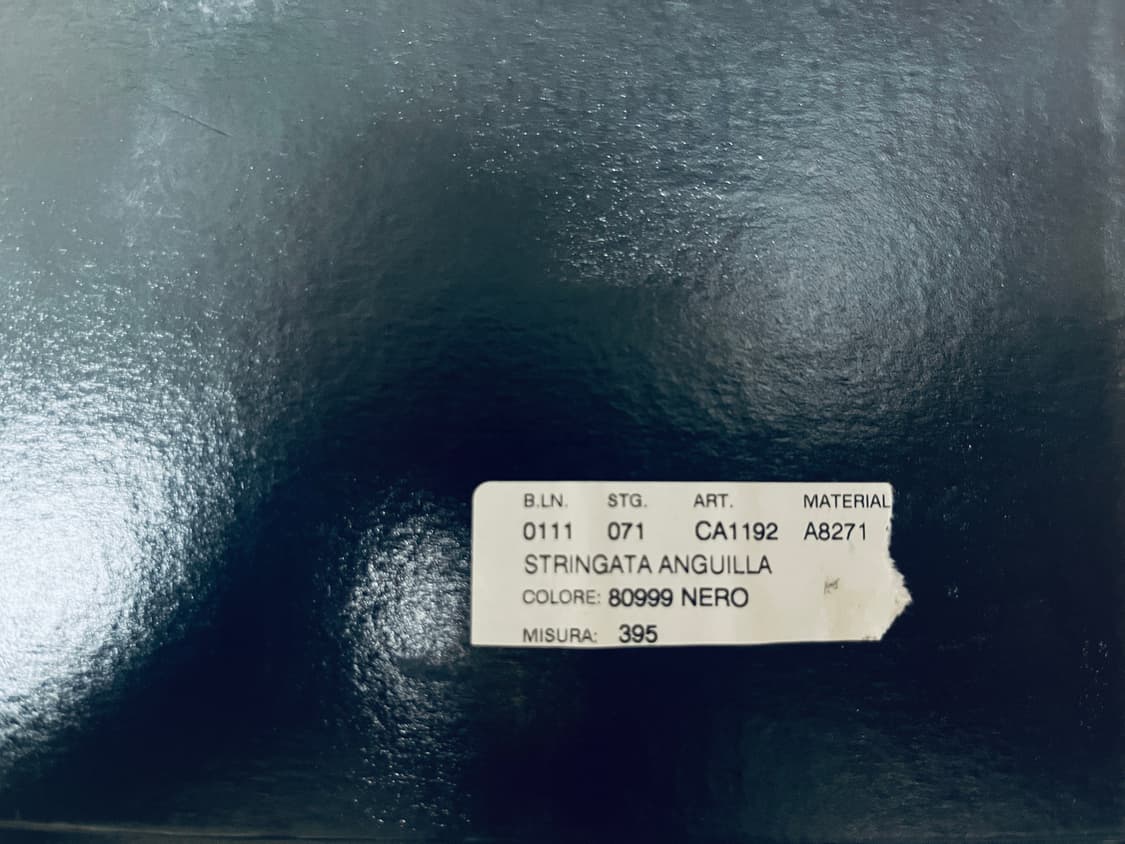 B.LN. STG. ART. MATERIAL
0111 071 CA1192 A8271
STRINGATA ANGUILLA
COLORE: 80999 NERO
MISURA: 395